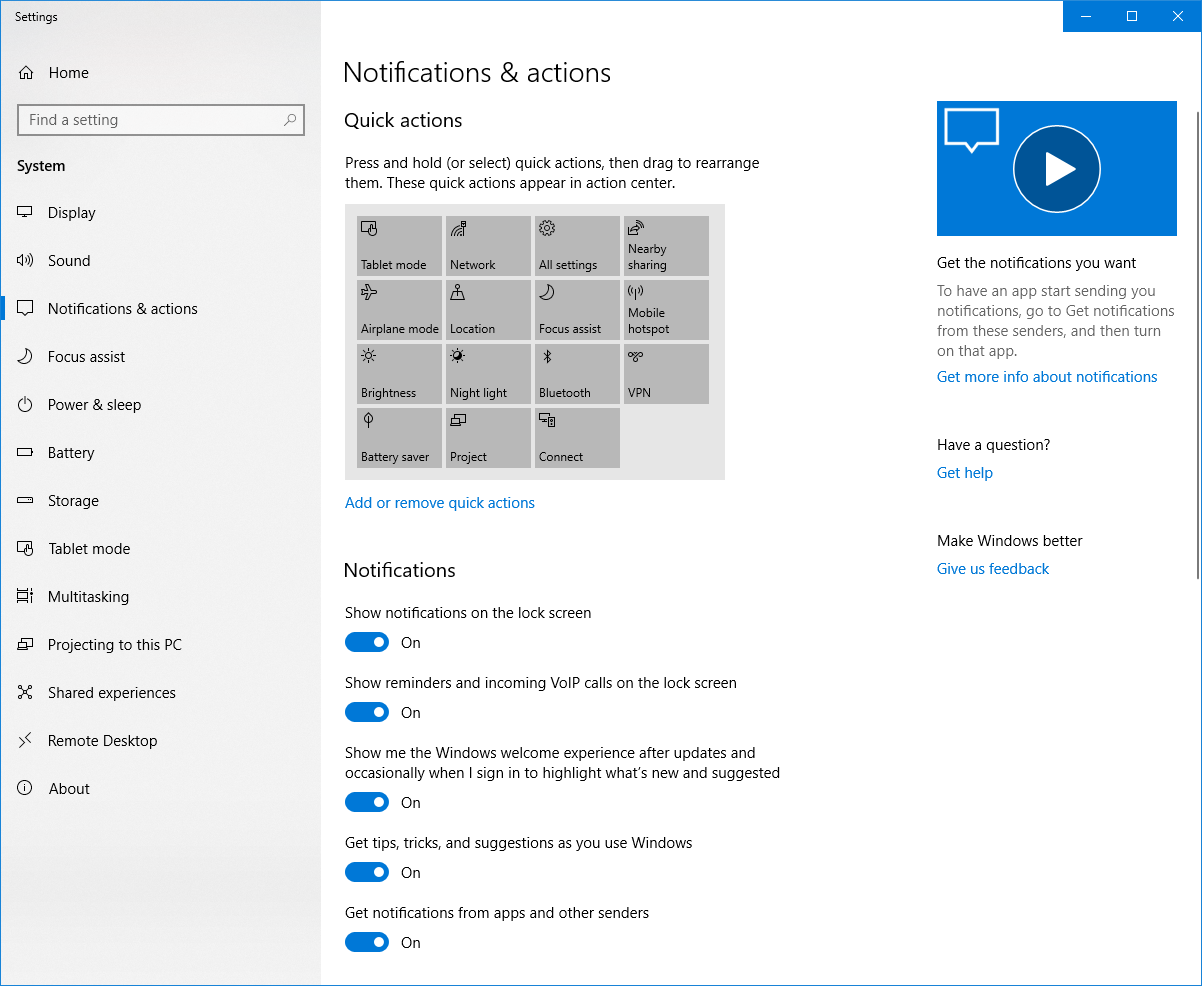 Settings
Home
Find a setting
System
Display
Sound
Notifications & actions
Focus assist
Power & sleep
Battery
Storage
Tablet mode
Multitasking
Projecting to this PC
Shared experiences
Remote Desktop
About
Notifications & actions
Quick actions
Press and hold (or select) quick actions, then drag to rearrange
them. These quick actions appear in action center.
Tablet mode
Network
All settings
Nearby
sharing
Airplane mode
Location
Focus assist
Mobile
hotspot
Brightness
Night light
Bluetooth
VPN
Battery saver
Project
Connect
Add or remove quick actions
Notifications
Show notifications on the lock screen
On
Show reminders and incoming VoIP calls on the lock screen
On
Show me the Windows welcome experience after updates and
occasionally when I sign in to highlight what's new and suggested
On
Get tips, tricks, and suggestions as you use Windows
On
Get notifications from apps and other senders
On
Get the notifications you want
To have an app start sending you
notifications, go to Get notifications
from these senders, and then turn
on that app.
Get more info about notifications
Have a question?
Get help
Make Windows better
Give us feedback